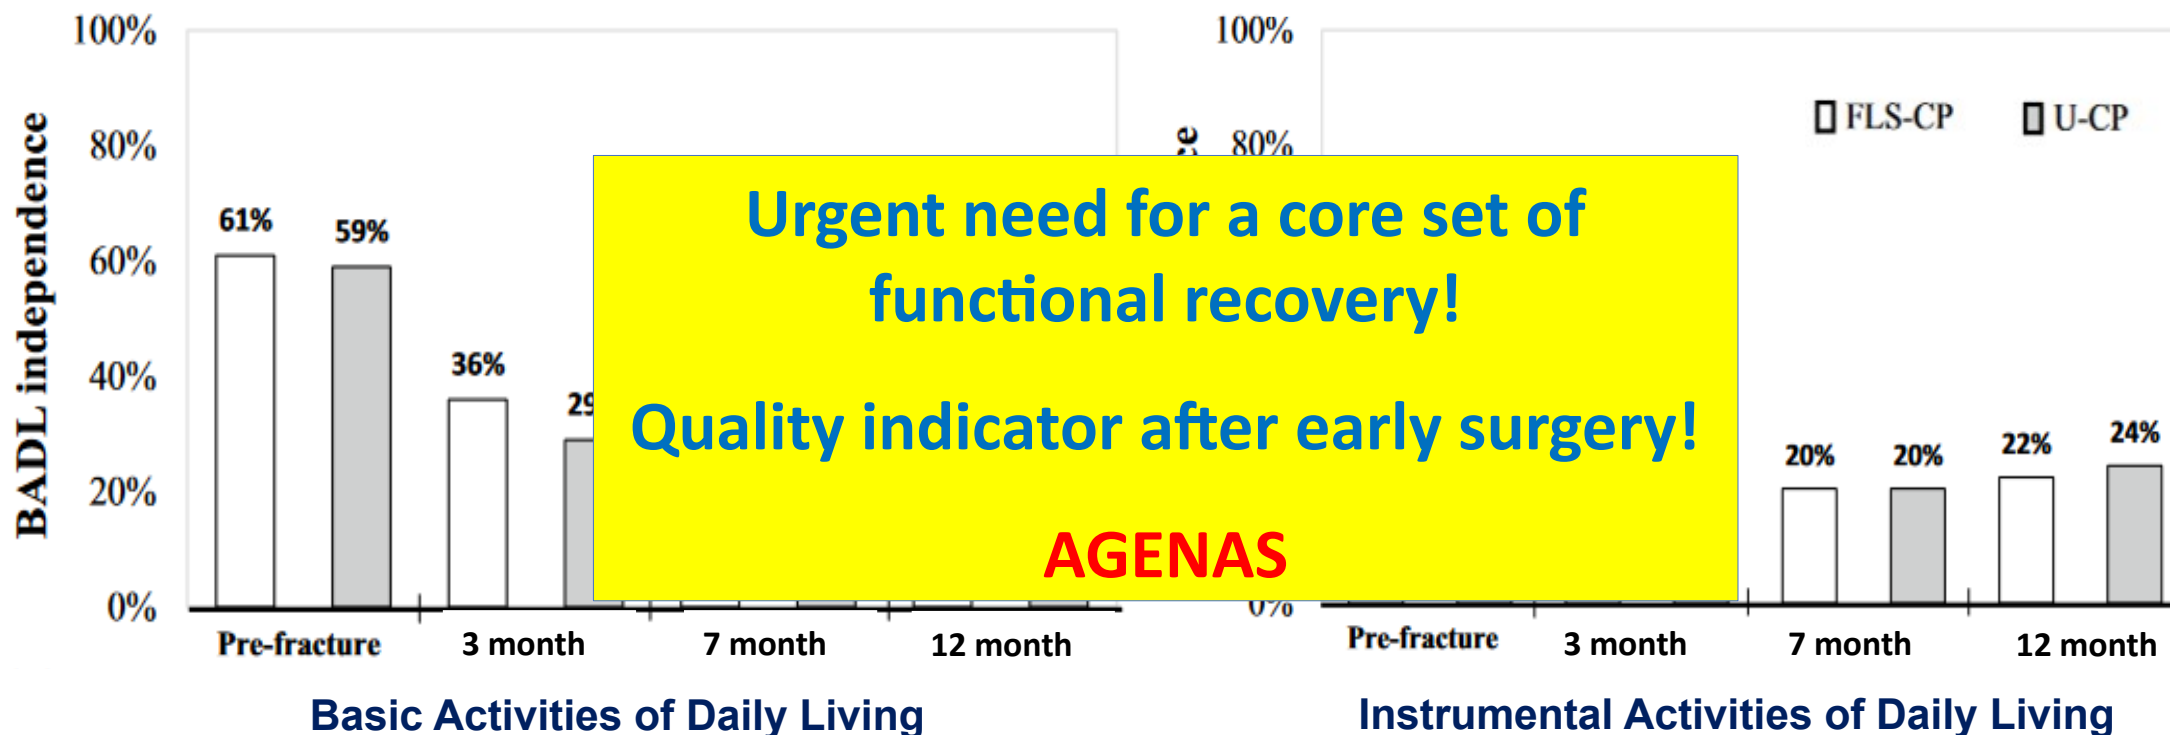 100%
80%
60%
40%
20%
0%
BADL independence
61%
59%
36%
29
Pre-fracture
3 month
7 month
12 month
Basic Activities of Daily Living
Urgent need for a core set of
functional recovery!
Quality indicator after early surgery!
AGENAS
100%
80%
0%
FLS-CP
U-CP
20%
20%
22%
24%
Pre-fracture
3 month
7 month
12 month
Instrumental Activities of Daily Living